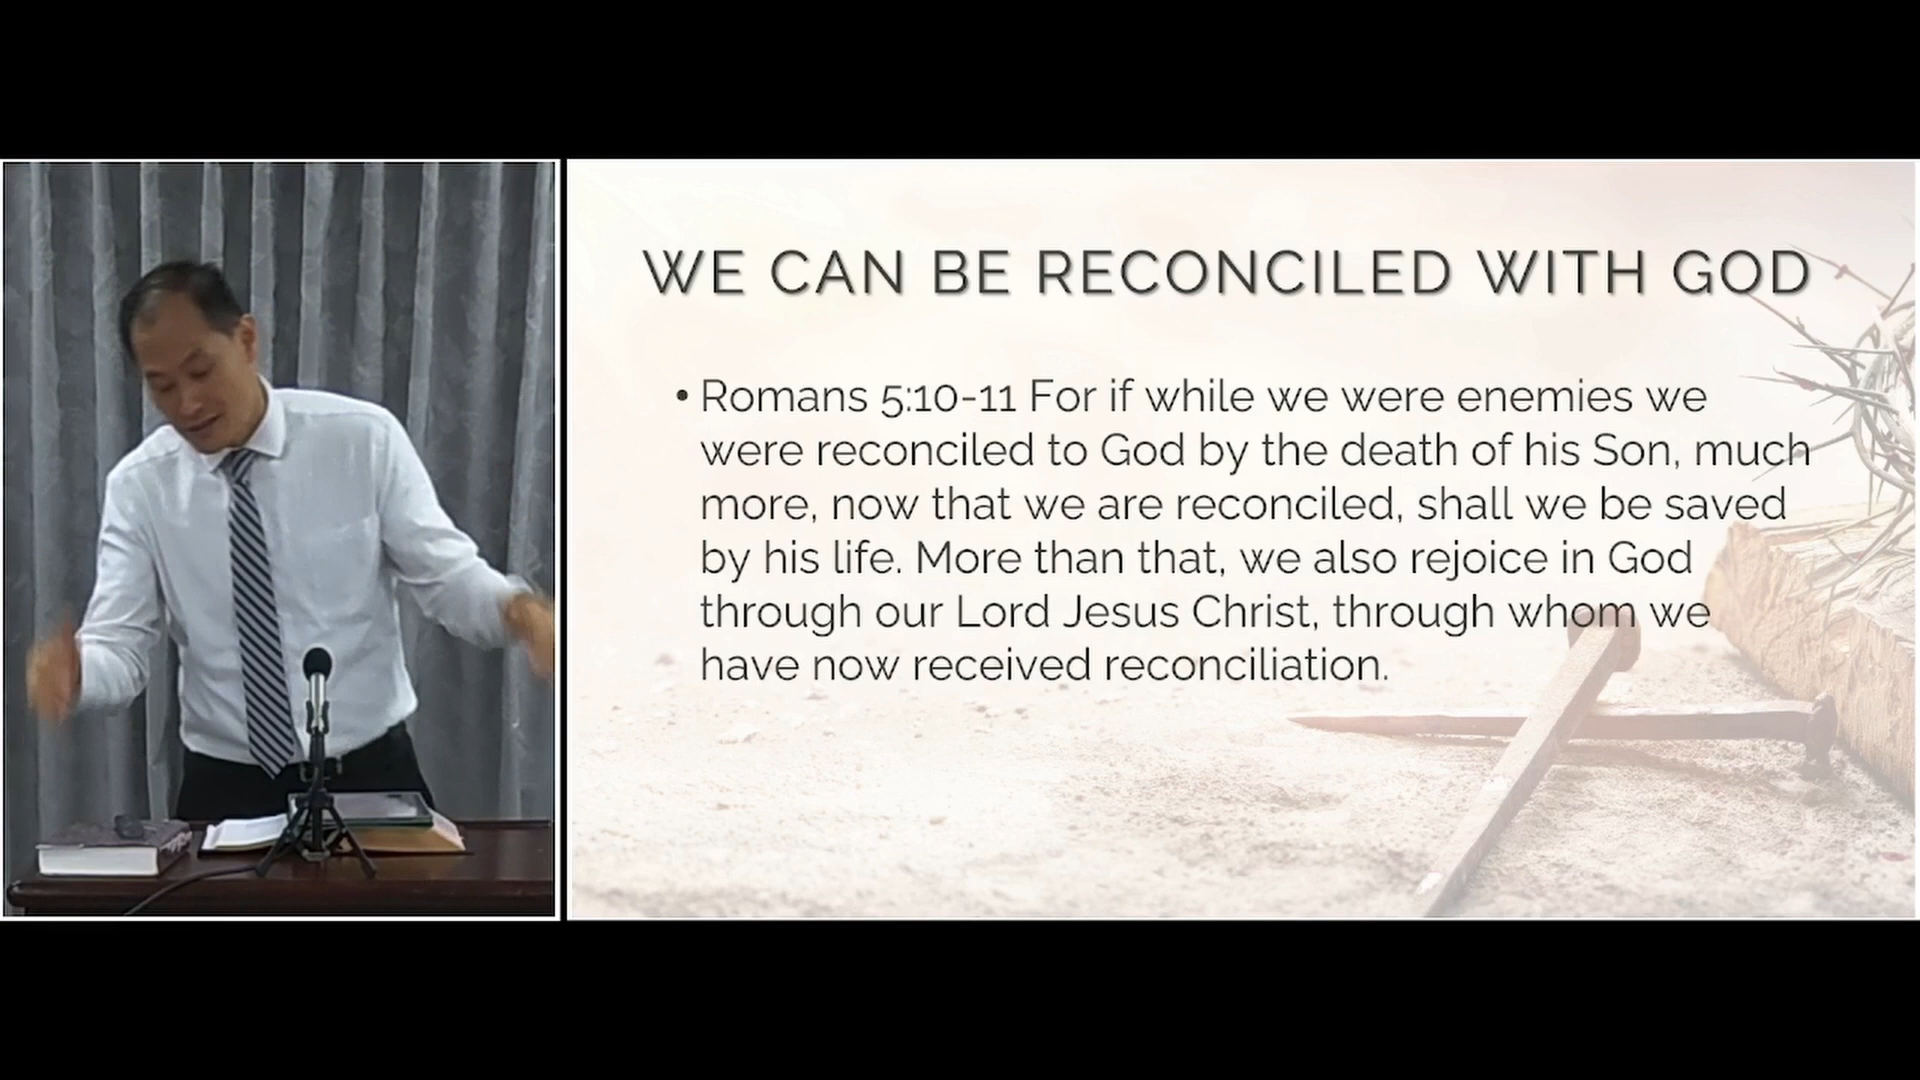 WE CAN BE RECONCILED WITH GOD
• Romans 5:10-11 For if while we were enemies we
were reconciled to God by the death of his Son, much
more, now that we are reconciled, shall we be saved
by his life. More than that, we also rejoice in God
through our Lord Jesus Christ, through whom we
have now received reconciliation.